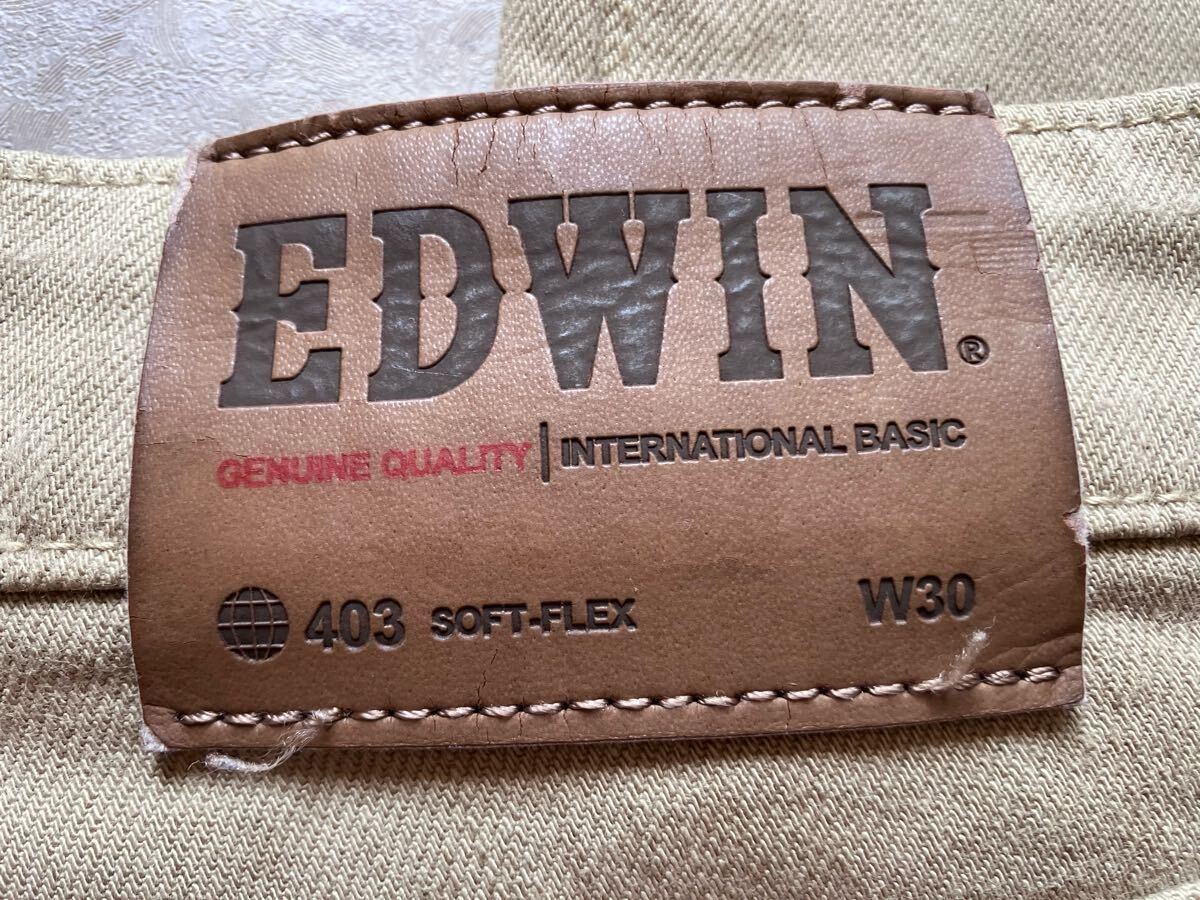 EDWIN®
GENUINE QUALITY | INTERNATIONAL BASIC
403 SOFT-FLEX W30